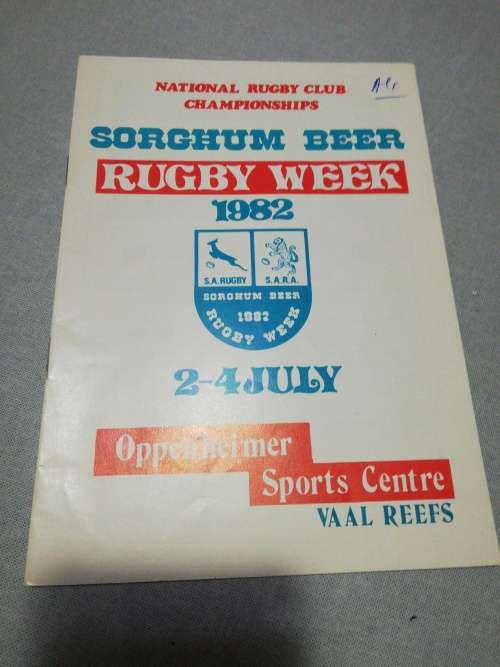 NATIONAL RUGBY CLUB
CHAMPIONSHIPS
SORGHUM BEER
RUGBY WEEK
1982
S.A. RUGBY S.A.R.A.
SORGHUM BEER
1982
RUGBY WEEK
2-4 JULY
Oppenheimer
Sports Centre
VAAL REEFS